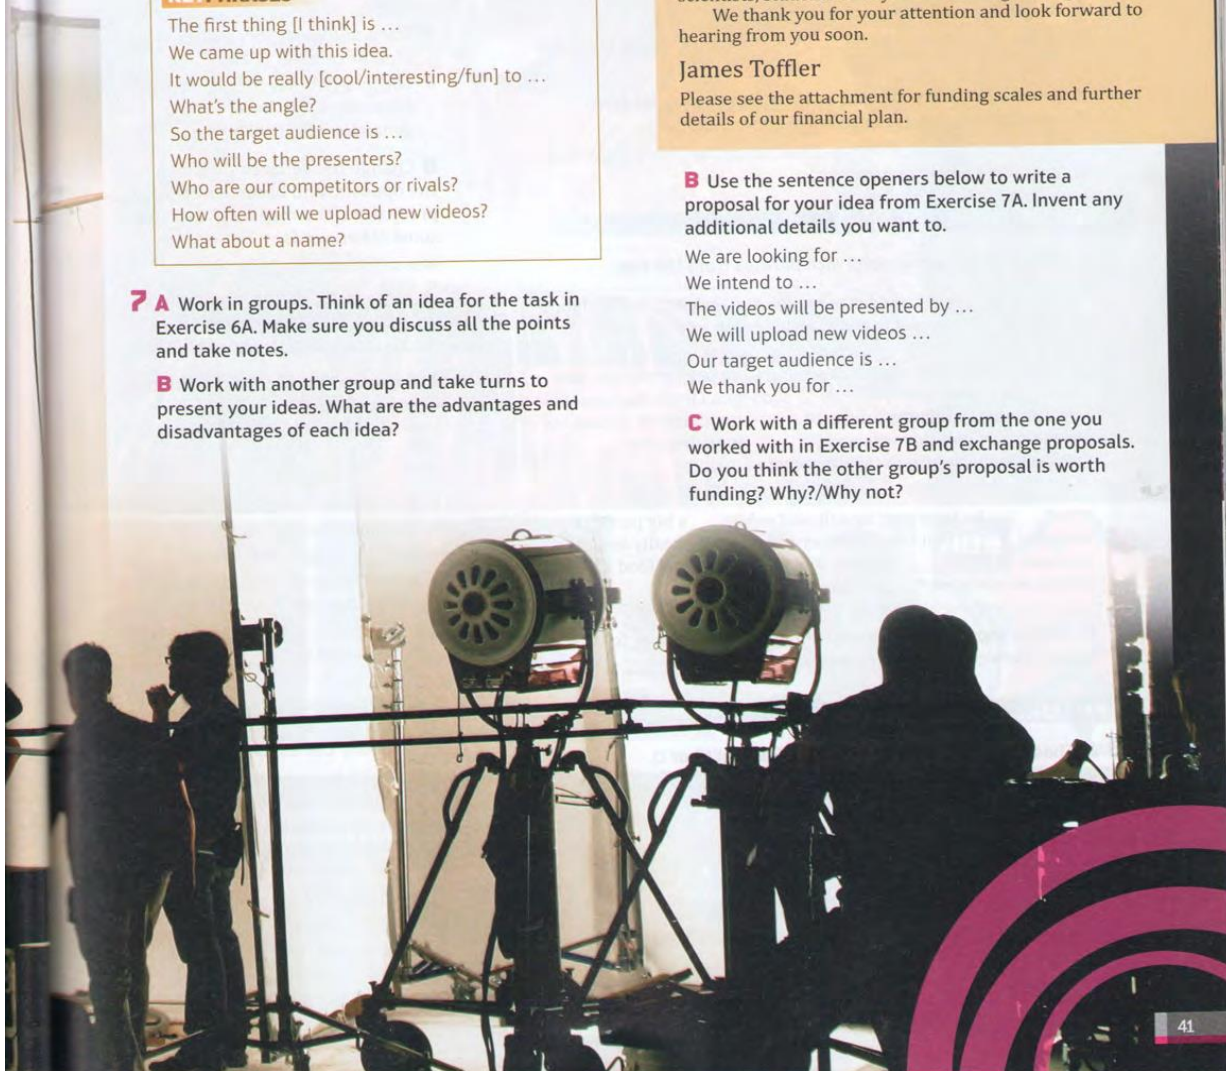 The first thing [I think] is ...
We came up with this idea.
It would be really [cool/interesting/fun] to ...
What's the angle?
So the target audience is ...
Who will be the presenters?
Who are our competitors or rivals?
How often will we upload new videos?
What about a name?
7 A Work in groups. Think of an idea for the task in
Exercise 6A. Make sure you discuss all the points
and take notes.
B Work with another group and take turns to
present your ideas. What are the advantages and
disadvantages of each idea?
We thank you for your attention and look forward to
hearing from you soon.
James Toffler
Please see the attachment for funding scales and further
details of our financial plan.
B Use the sentence openers below to write a
proposal for your idea from Exercise 7A. Invent any
additional details you want to.
We are looking for ...
We intend to ...
The videos will be presented by ...
We will upload new videos ...
Our target audience is ...
We thank you for ...
C Work with a different group from the one you
worked with in Exercise 7B and exchange proposals.
Do you think the other group's proposal is worth
funding? Why?/Why not?
41